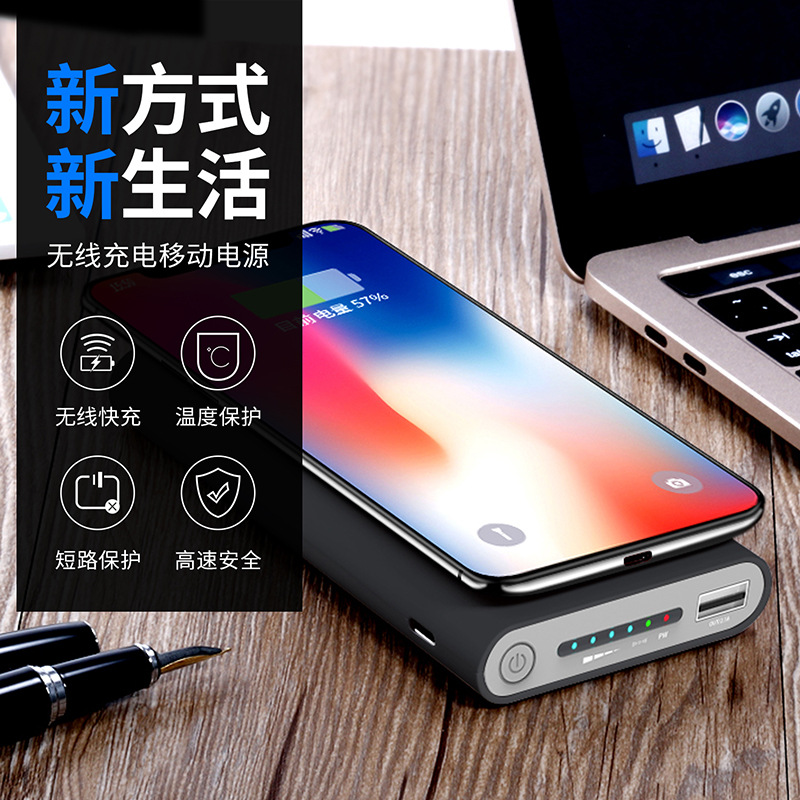 新方式
新生活
无线充电移动电源
℃
无线快充
温度保护
短路保护
高速安全
目前电量 57%
esc
PW